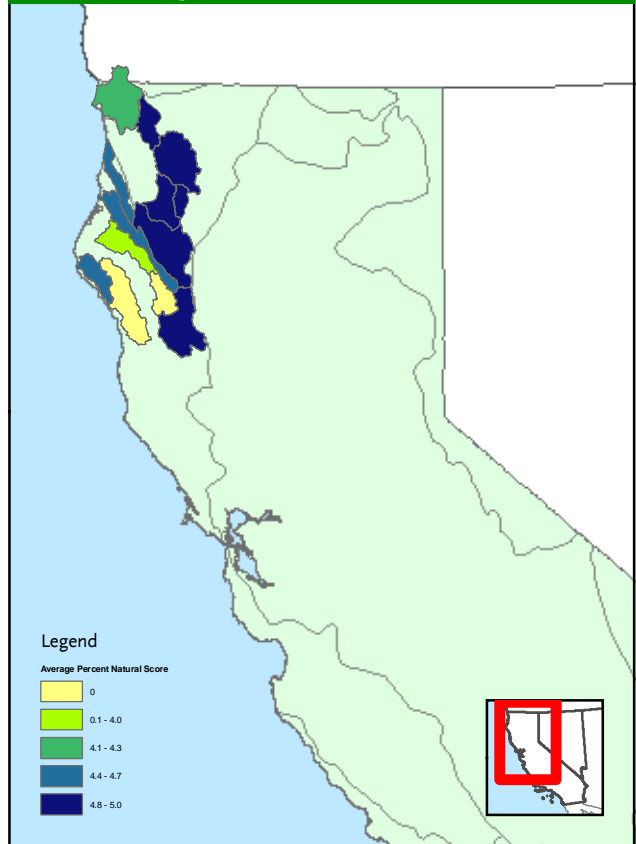 Legend
Average Percent Natural Score
0
0.1 - 4.0
4.1 - 4.3
4.4 - 4.7
4.8 - 5.0